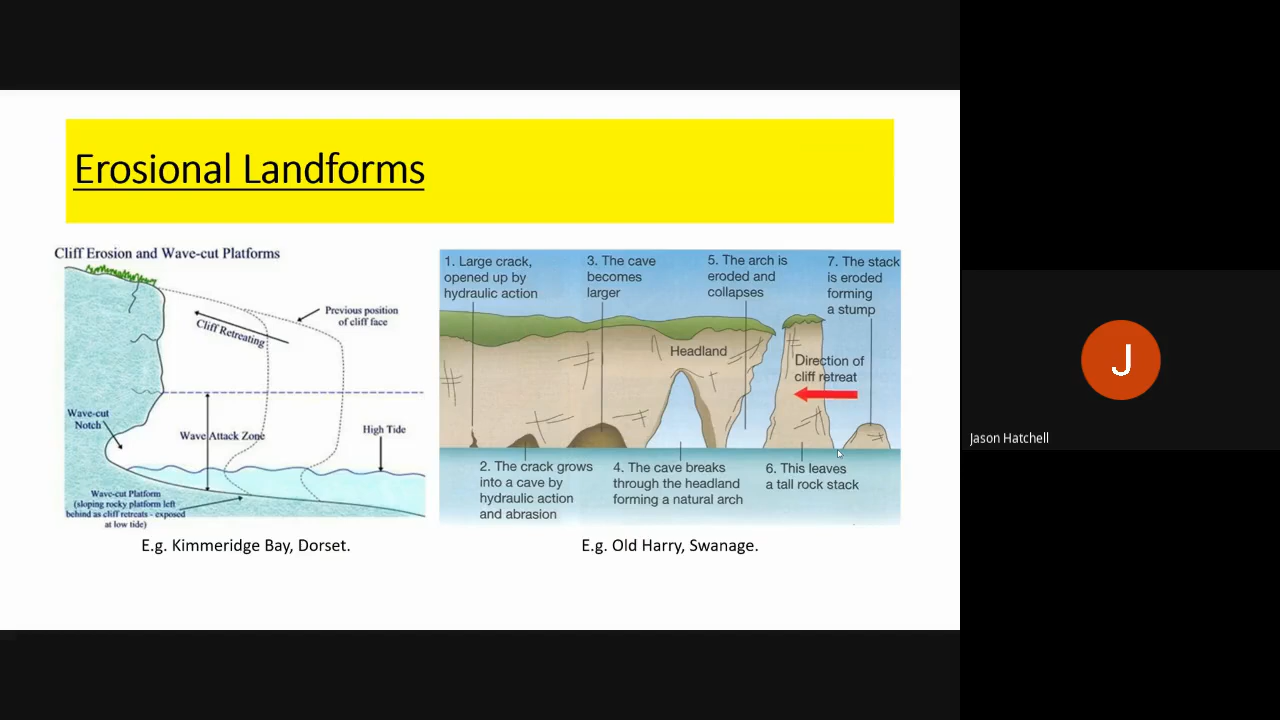 Erosional Landforms
Cliff Erosion and Wave-cut Platforms
Previous position
of cliff face
Cliff Retreating
Wave-cut
Notch
Wave Attack Zone
High Tide
Wave-cut Platform
(sloping rocky platform left
behind as cliff retreats - exposed
at low tide)
E.g. Kimmeridge Bay, Dorset.
1. Large crack,
opened up by
hydraulic action
3. The cave
becomes
larger
5. The arch is
eroded and
collapses
7. The stack
is eroded
forming
a stump
Headland
Direction of
cliff retreat
2. The crack grows
into a cave by
hydraulic action
and abrasion
4. The cave breaks
through the headland
forming a natural arch
6. This leaves
a tall rock stack
E.g. Old Harry, Swanage.
J
Jason Hatchell